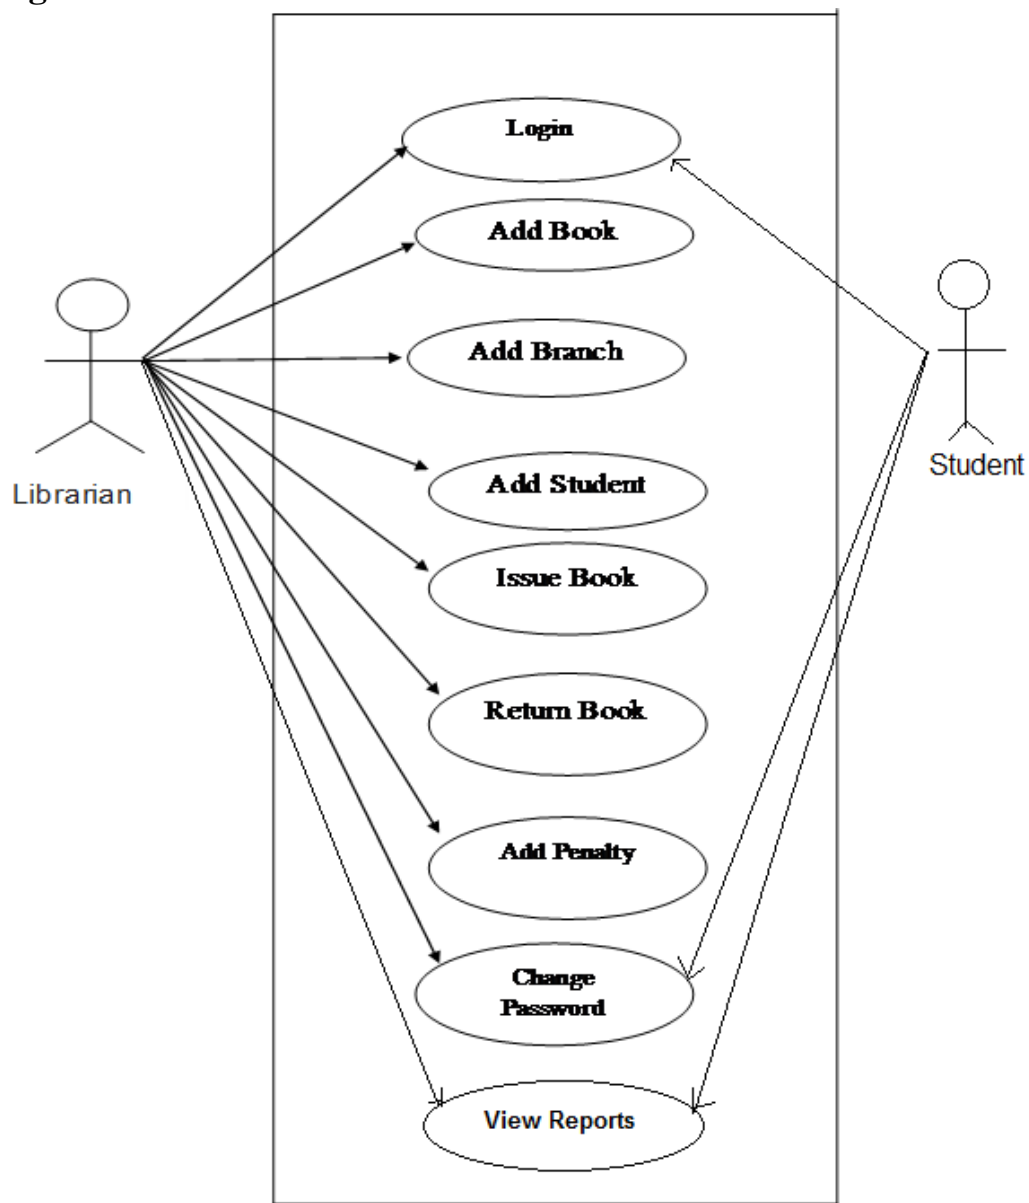 g
Login
Add Book
Add Branch
Add Student
Issue Book
Return Book
Add Penalty
Change
Password
View Reports
Librarian
Student